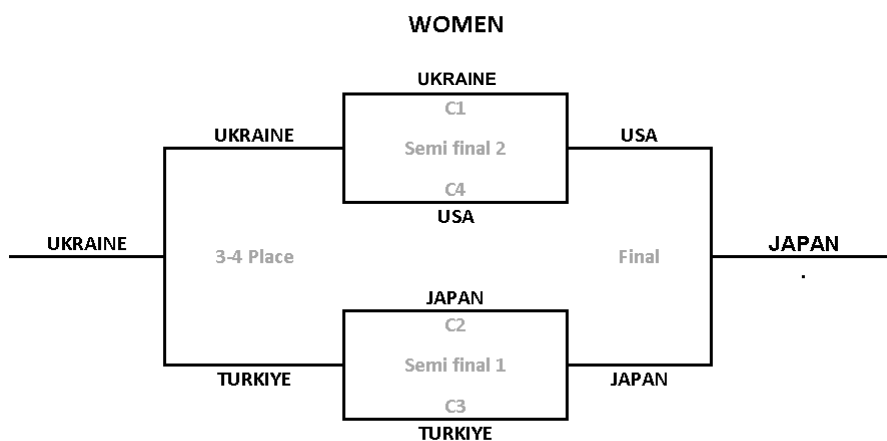 WOMEN
UKRAINE
C1
UKRAINE
Semi final 2
USA
C4
USA
UKRAINE
3-4 Place
Final
JAPAN
.
JAPAN
C2
TURKIYE
Semi final 1
JAPAN
C3
TURKIYE